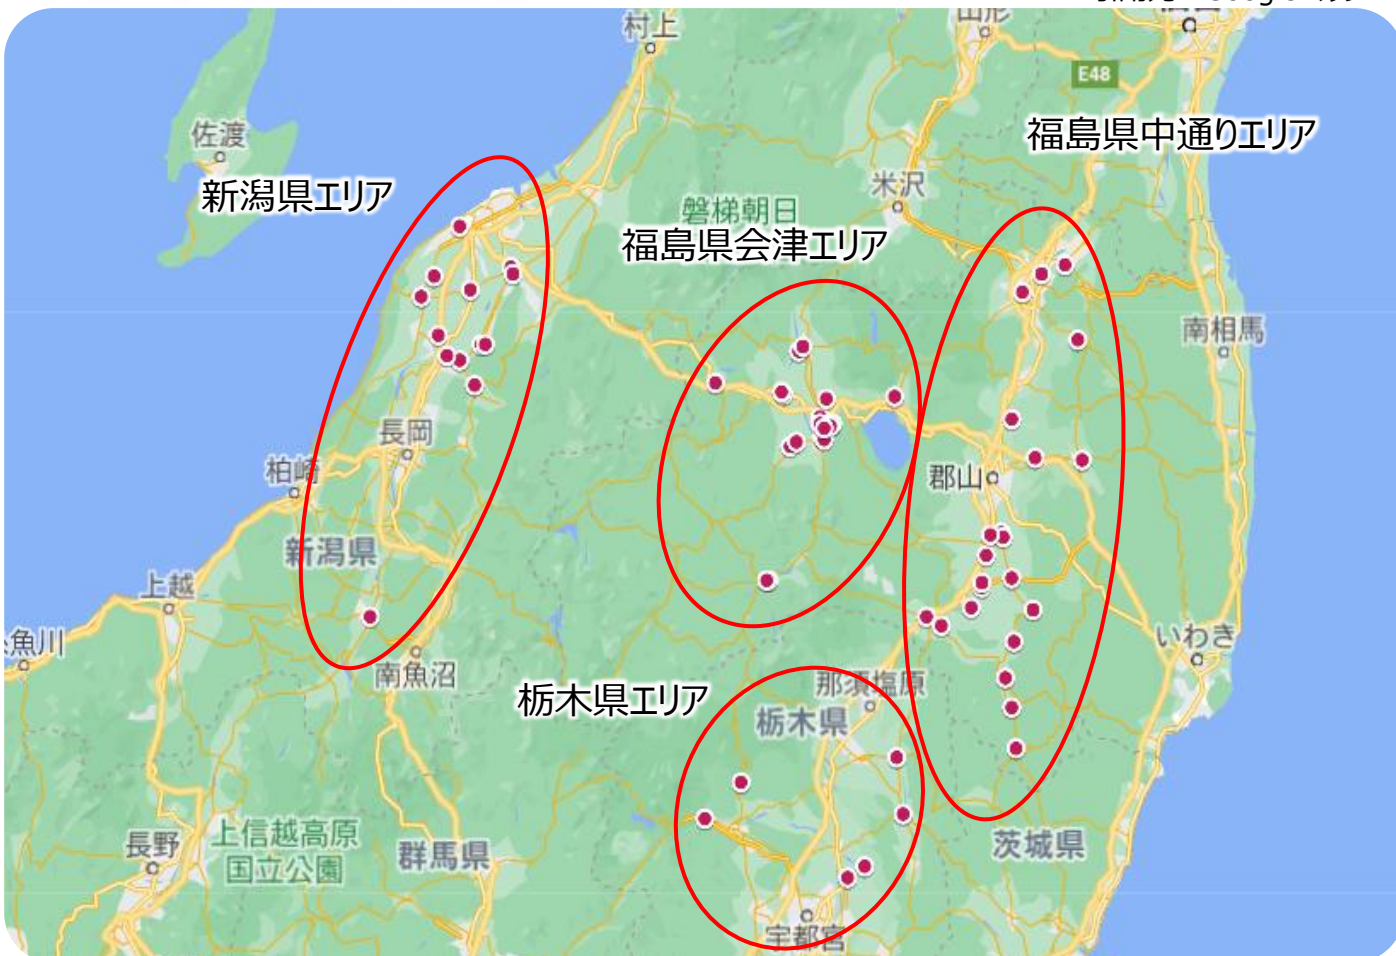 村上
山形
E48
佐渡
福島県中通りエリア
新潟県エリア
米沢
磐梯朝日
福島県会津エリア
南相馬
長岡
柏崎
郡山
新潟県
上越
魚川
いわき
南魚沼
那須塩原
栃木県エリア
栃木県
上信越高原
国立公園
長野
群馬県
茨城県
宇都宮